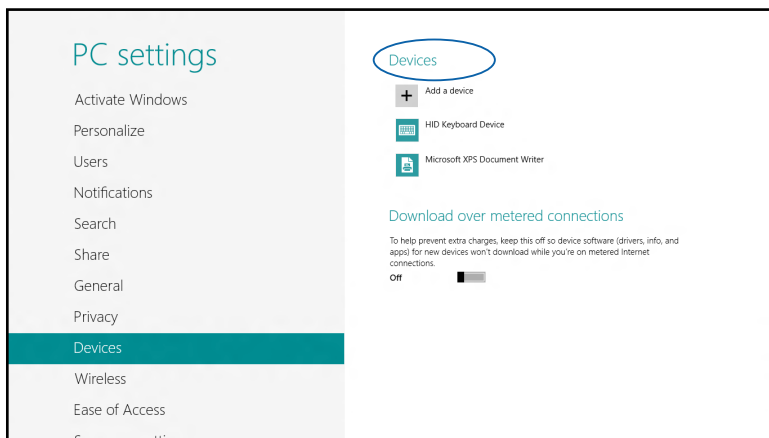 PC settings
Activate Windows
Personalize
Users
Notifications
Search
Share
General
Privacy
Devices
Wireless
Ease of Access
Devices
Add a device
HID Keyboard Device
Microsoft XPS Document Writer
Download over metered connections
To help prevent extra charges, keep this off so device software (drivers, info, and
apps) for new devices won't download while you're on metered Internet
connections.
Off